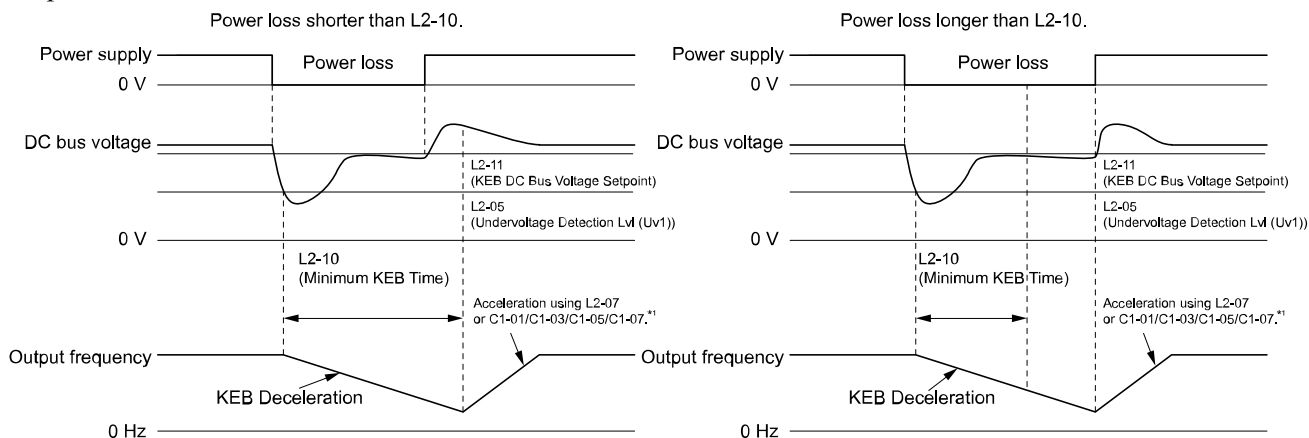 Power loss shorter than L2-10.
Power supply
Power loss
0 V
DC bus voltage
L2-11
(KEB DC Bus Voltage Setpoint)
L2-05
(Undervoltage Detection Lvl (Uv1))
0 V
L2-10
(Minimum KEB Time)
Acceleration using L2-07
or C1-01/C1-03/C1-05/C1-07.*1
Output frequency
KEB Deceleration
0 Hz
Power loss longer than L2-10.
Power supply
Power loss
0 V
DC bus voltage
L2-11
(KEB DC Bus Voltage Setpoint)
L2-05
(Undervoltage Detection Lvl (Uv1))
0 V
L2-10
(Minimum KEB Time)
Acceleration using L2-07
or C1-01/C1-03/C1-05/C1-07.*1
Output frequency
KEB Deceleration
0 Hz